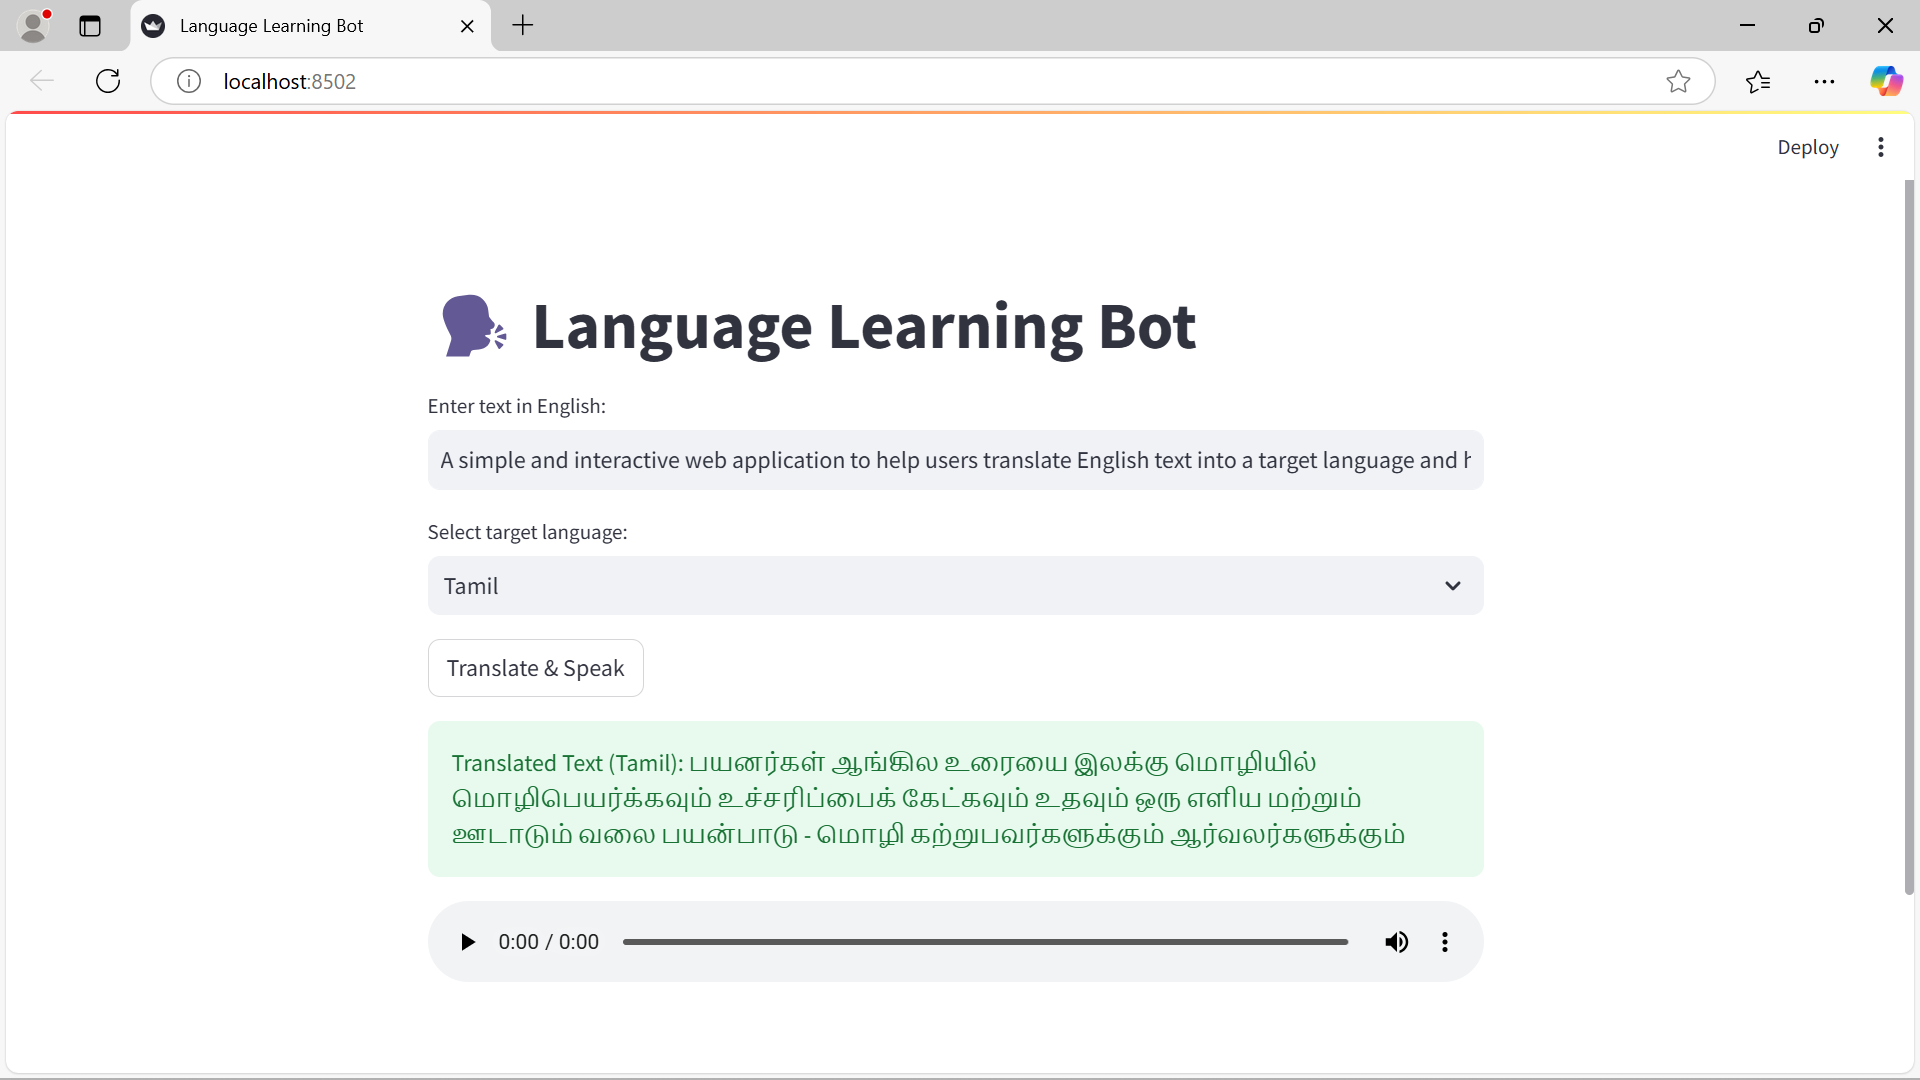 Language Learning Bot
localhost:8502
Deploy
Language Learning Bot
Enter text in English:
A simple and interactive web application to help users translate English text into a target language and
Select target language:
Tamil
Translate & Speak
Translated Text (Tamil): பயனர்கள் ஆங்கில உரையை இலக்கு மொழியில்
மொழிபெயர்க்கவும் உச்சரிப்பைக் கேட்கவும் உதவும் ஒரு எளிய மற்றும்
ஊடாடும் வலை பயன்பாடு - மொழி கற்றுபவர்களுக்கும் ஆர்வலர்களுக்கும்
0:00 / 0:00